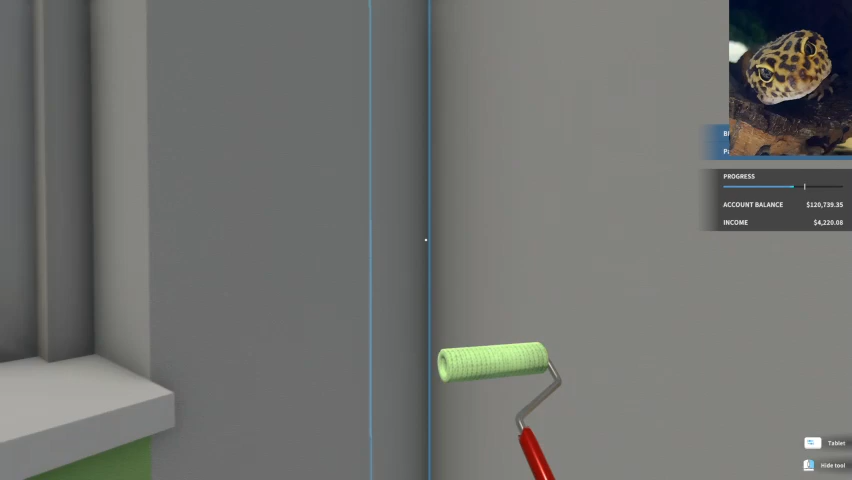 PROGRESS
ACCOUNT BALANCE $120,739.35
INCOME $4,220.08
Tablet
Hide tool